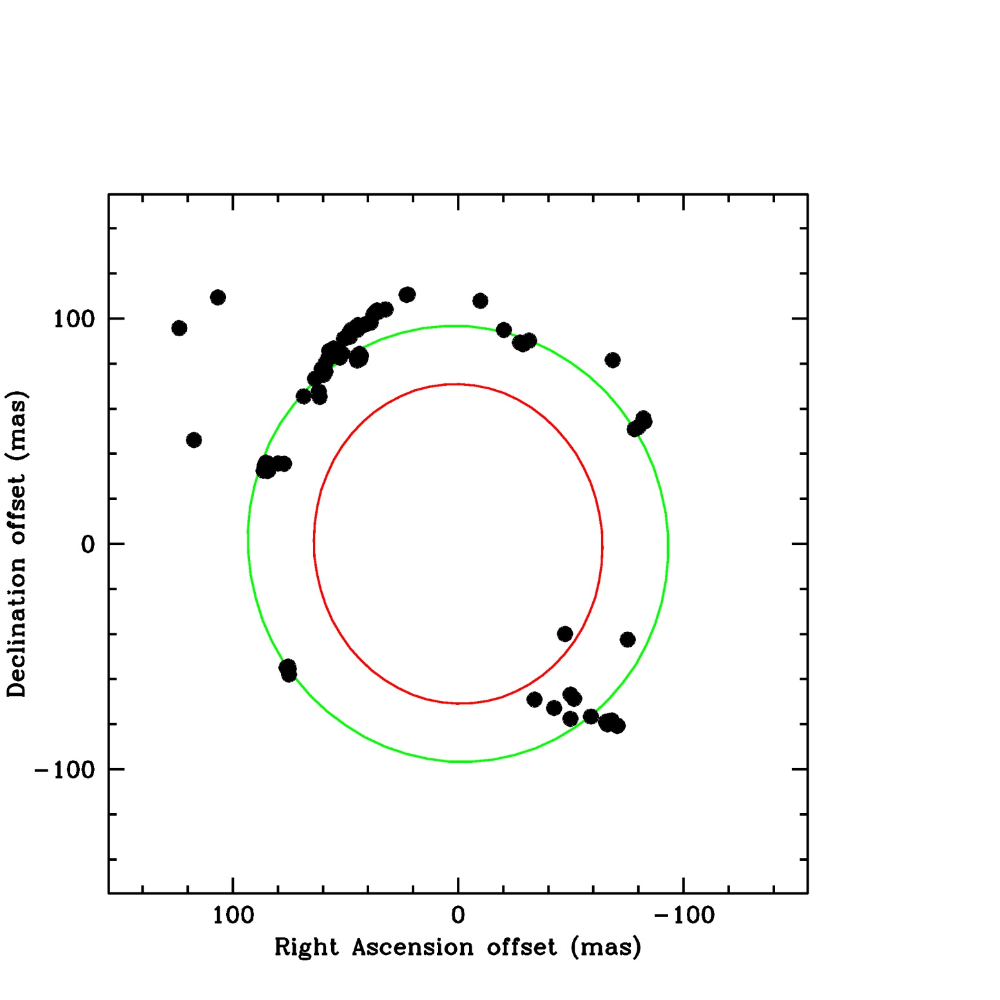 100
0
−100
Declination offset (mas)
100 0 −100
Right Ascension offset (mas)